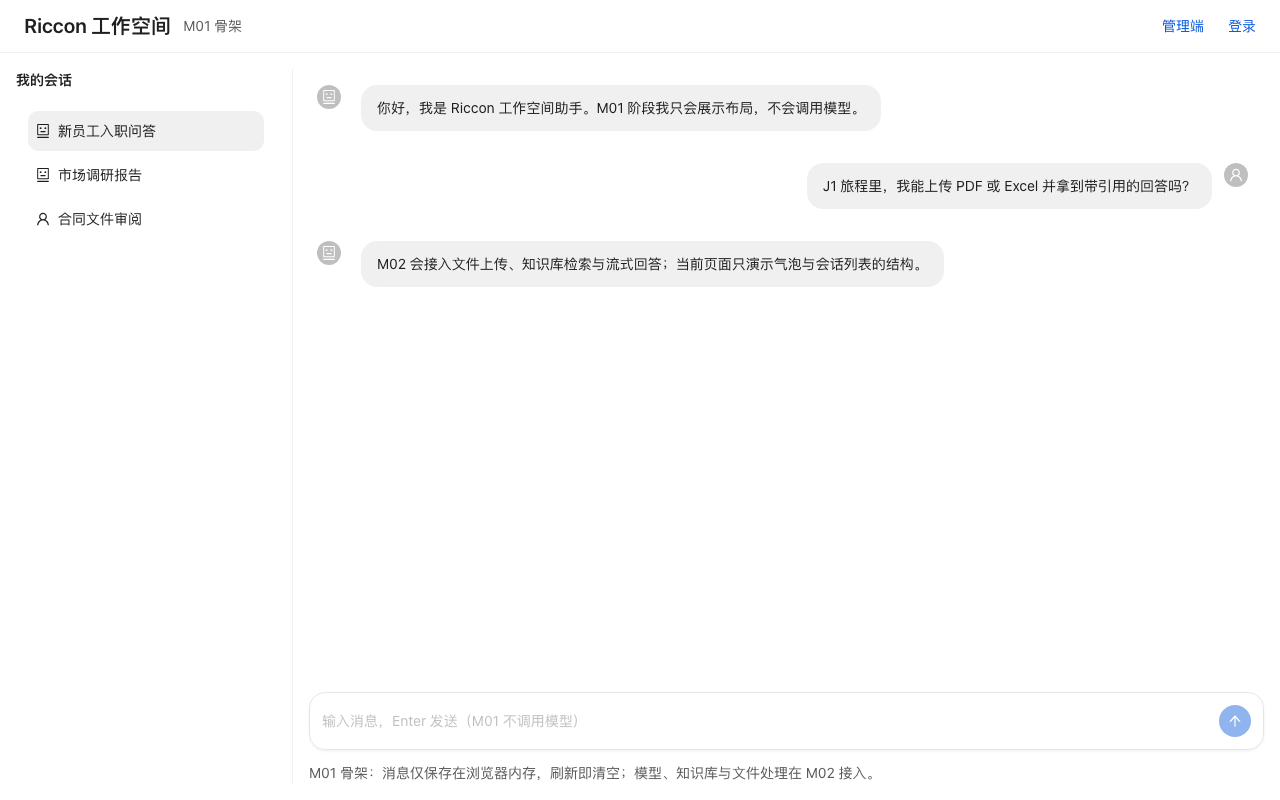 Riccon 工作空间
M01 骨架
管理端
登录
我的会话
新员工入职问答
市场调研报告
合同文件审阅
你好，我是 Riccon 工作空间助手。M01 阶段我只会展示布局，不会调用模型。
J1 旅程里，我能上传 PDF 或 Excel 并拿到带引用的回答吗？
M02 会接入文件上传、知识库检索与流式回答；当前页面只演示气泡与会话列表的结构。
输入消息，Enter 发送（M01 不调用模型）
M01 骨架：消息仅保存在浏览器内存，刷新即清空；模型、知识库与文件处理在 M02 接入。